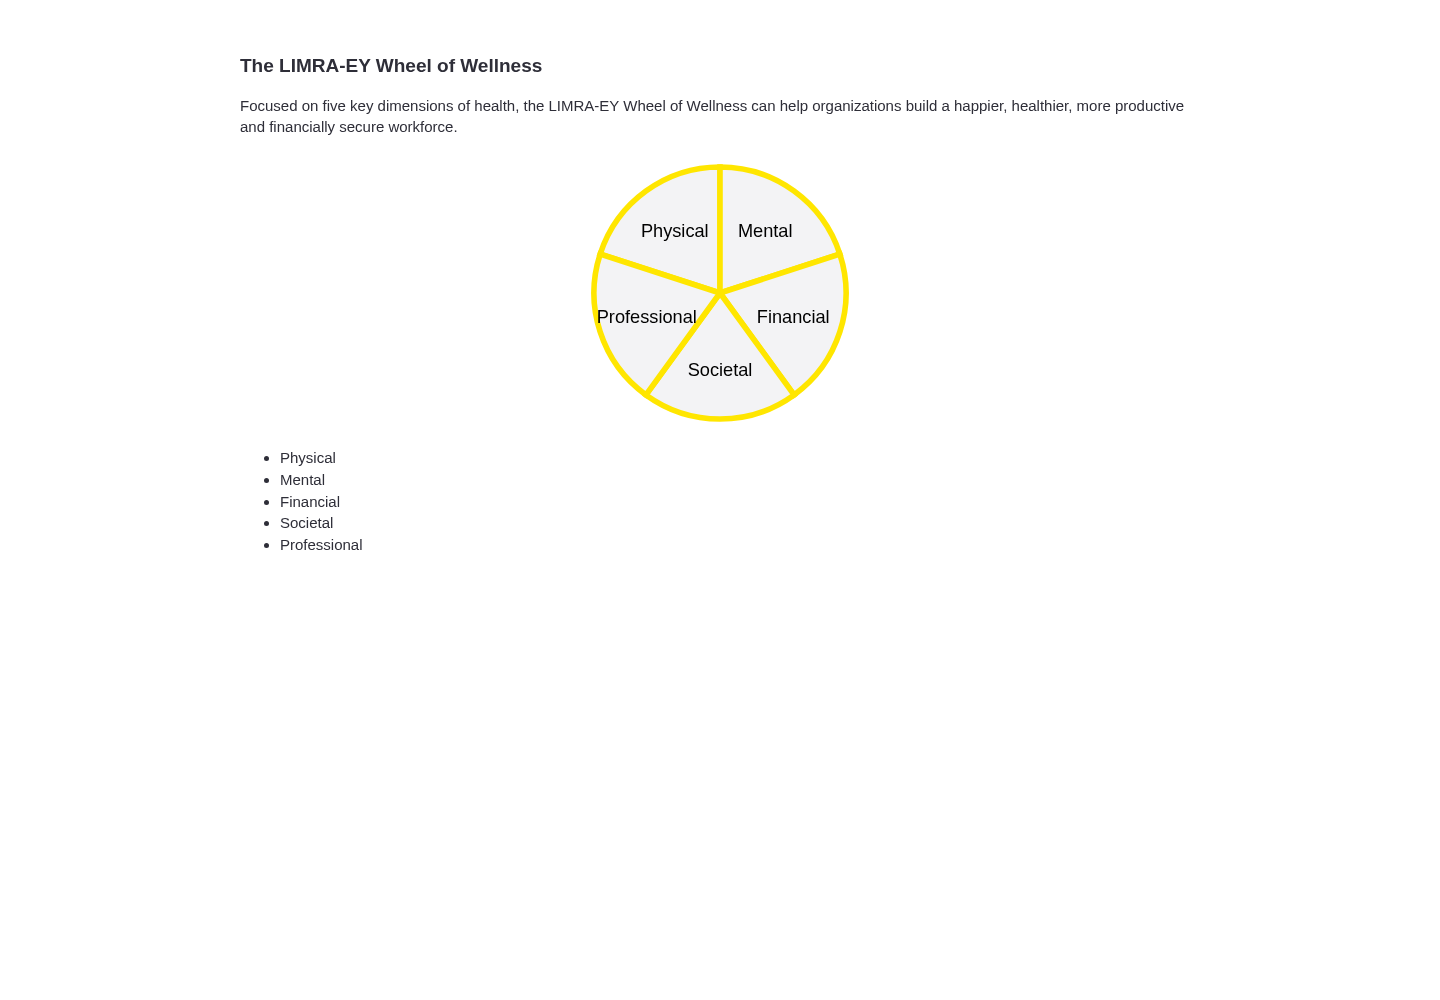 The LIMRA-EY Wheel of Wellness
Focused on five key dimensions of health, the LIMRA-EY Wheel of Wellness can help organizations build a happier, healthier, more productive
and financially secure workforce.
Physical
Mental
Professional
Financial
Societal
Physical
Mental
Financial
Societal
Professional